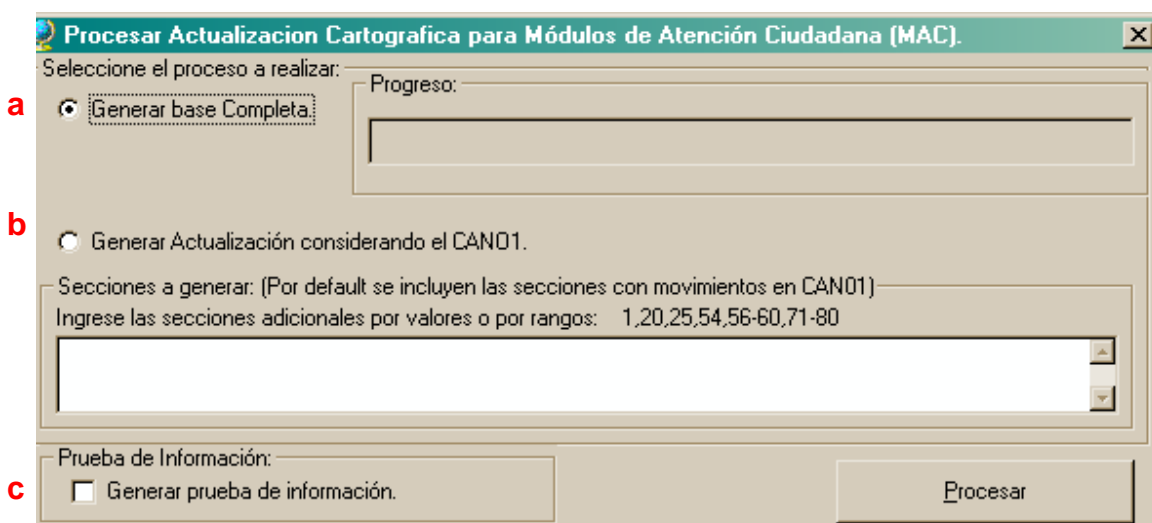 Procesar Actualizacion Cartografica para Módulos de Atención Ciudadana (MAC).
Seleccione el proceso a realizar:
Progreso:
a
Generar base Completa.
b
Generar Actualización considerando el CANO1.
Secciones a generar: (Por default se incluyen las secciones con movimientos en CAN01)
Ingrese las secciones adicionales por valores o por rangos: 1,20,25,54,56-60,71-80
Prueba de Información:
c
Generar prueba de información.
Procesar